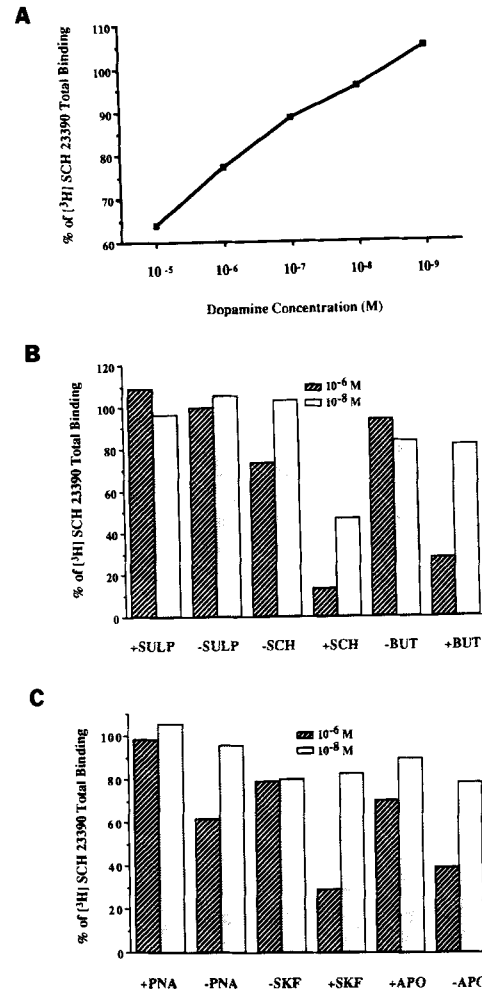 A
% of [³H] SCH 23390 Total Binding
110
100
90
80
70
60
10⁻⁵ 10⁻⁶ 10⁻⁷ 10⁻⁸ 10⁻⁹
Dopamine Concentration (M)
B
% of [³H] SCH 23390 Total Binding
120
100
80
60
40
20
0
10⁻⁶ M
10⁻⁸ M
+SULP -SULP -SCH +SCH -BUT +BUT
C
% of [³H] SCH 23390 Total Binding
100
80
60
40
20
0
10⁻⁶ M
10⁻⁸ M
+PNA -PNA -SKF +SKF +APO -APO